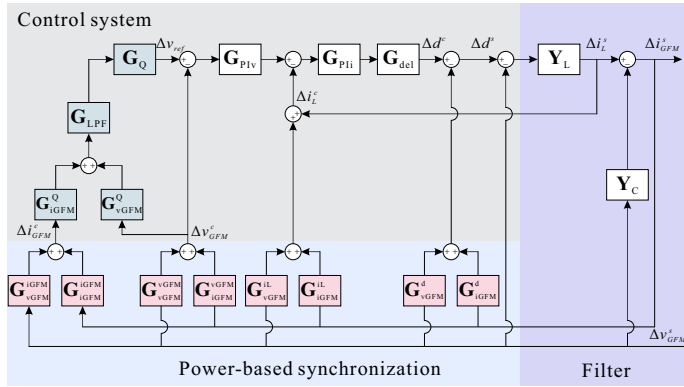 Control system
Δv_ref
G_Q
G_PIv
G_PIi
G_del
Δd^c
Δd^s
Y_L
Δi_L^s
Δi_GFM^s
Δi_L^c
G_LPF
G_iGFM^Q
G_vGFM^Q
Y_C
Δi_GFM^c
Δv_GFM^c
G_vGFM^iGFM
G_iGFM^iGFM
G_vGFM^vGFM
G_iGFM^vGFM
G_vGFM^iL
G_iGFM^iL
G_vGFM^d
G_iGFM^d
Δv_GFM^s
Power-based synchronization
Filter